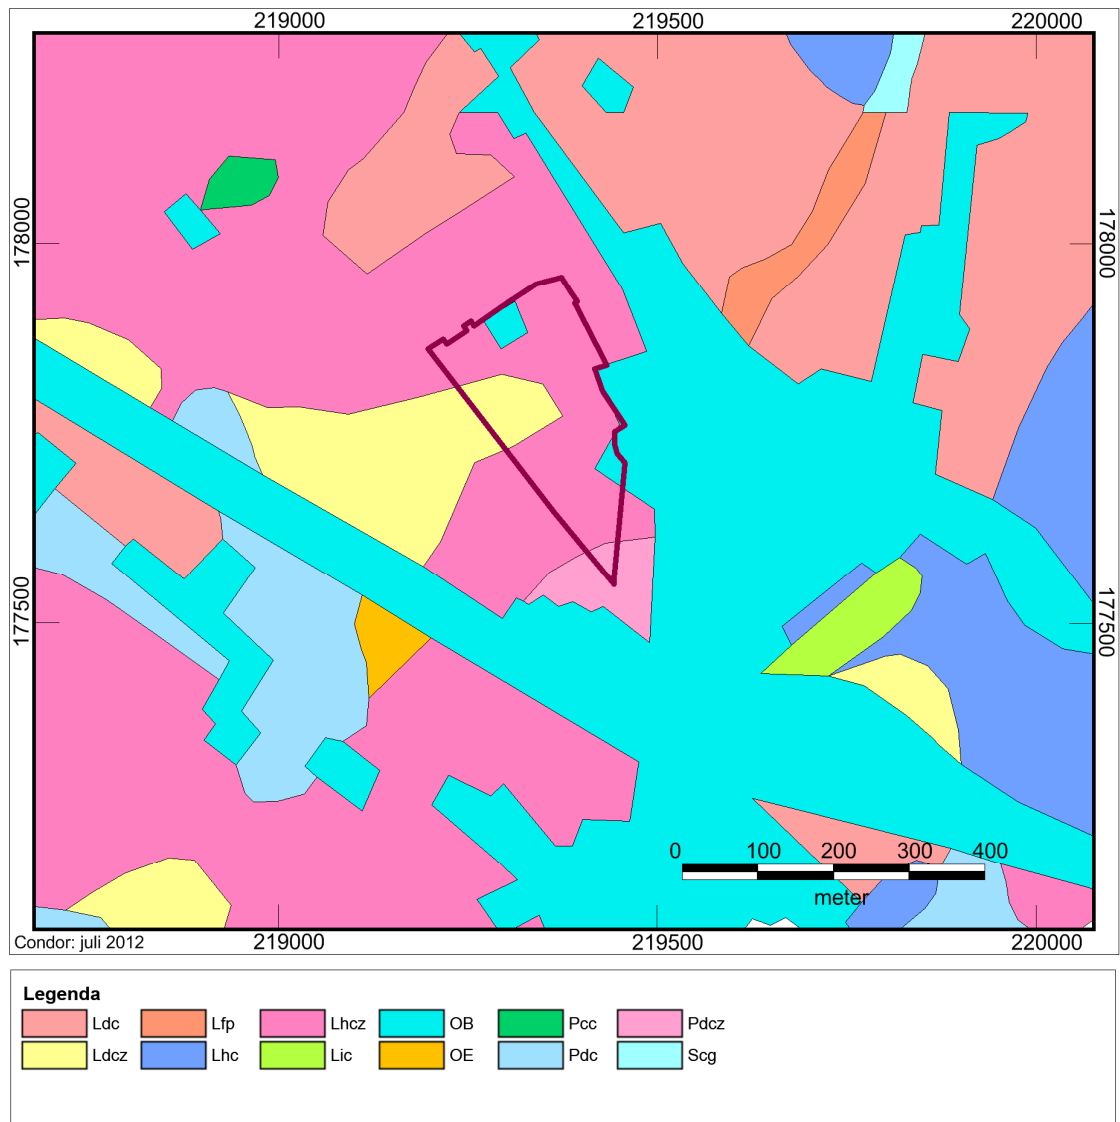 219000 219500 220000
178000 178000
177500 177500
0 100 200 300 400
meter
Condor: juli 2012
219000 219500 220000
Legenda
Ldc Lfp Lhcz OB Pcc Pdcz
Ldcz Lhc Lic OE Pdc Scg